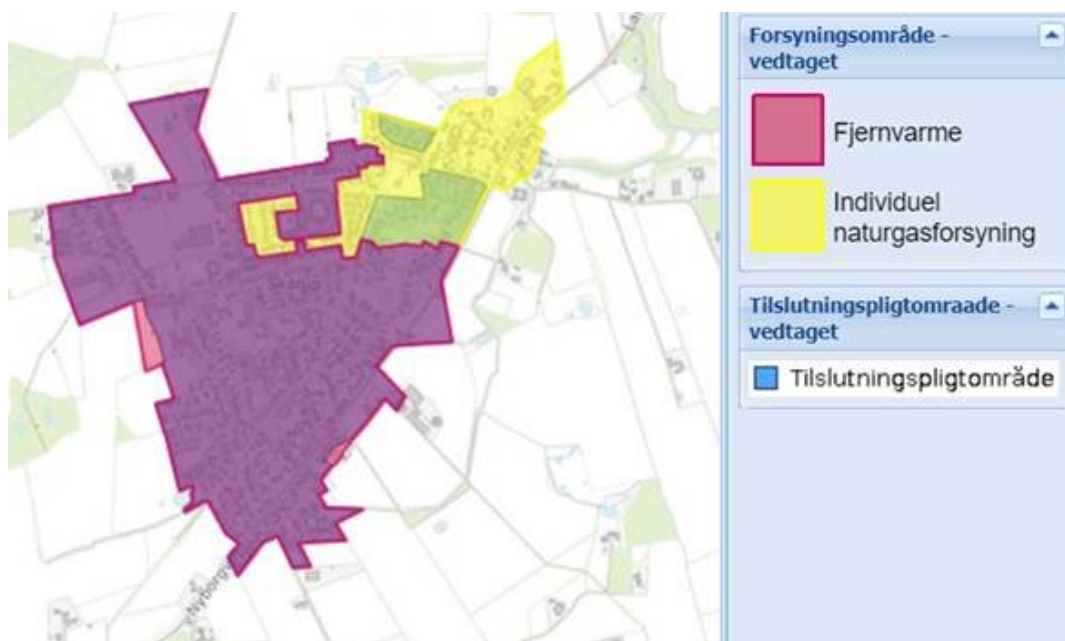 Forsyningsområde -
vedtaget
Fjernvarme
Individuel
naturgasforsyning
Tilslutningspligtomraade -
vedtaget
Tilslutningspligtområde